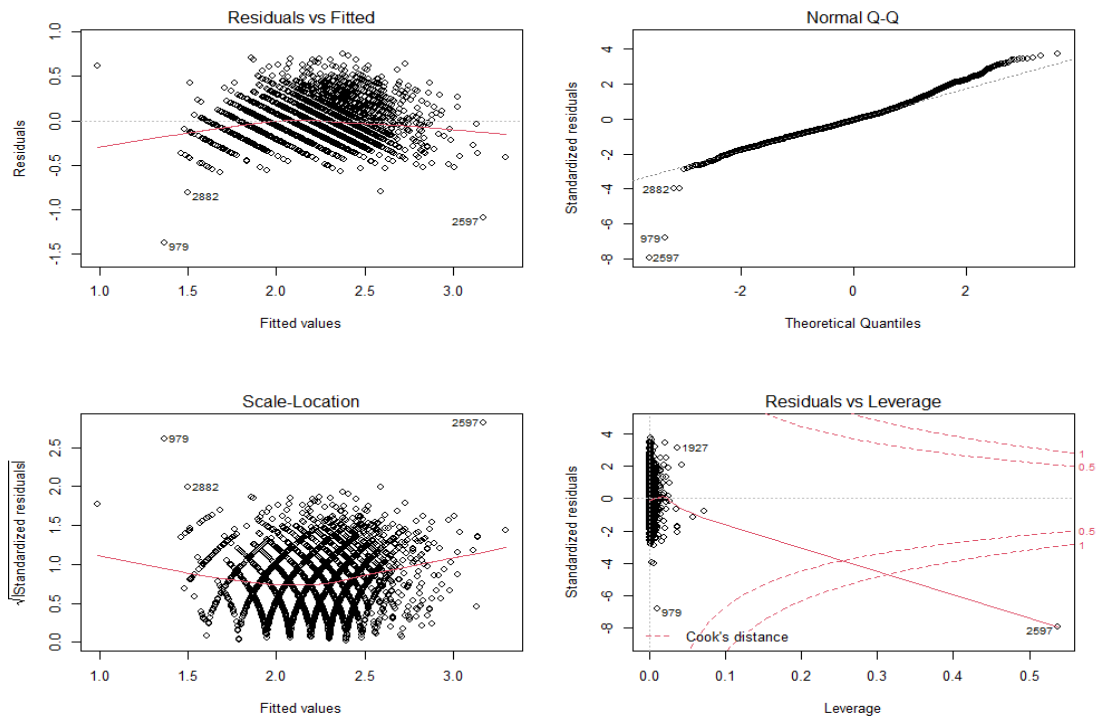 Residuals vs Fitted
Residuals
1.0
0.5
0.0
-0.5
-1.0
-1.5
2882
2597
979
1.0 1.5 2.0 2.5 3.0
Fitted values
Normal Q-Q
Standardized residuals
4
2
0
-2
-4
-6
-8
2882
979
2597
-2 0 2
Theoretical Quantiles
Scale-Location
√|Standardized residuals|
2.5
2.0
1.5
1.0
0.5
0.0
2597
979
2882
1.0 1.5 2.0 2.5 3.0
Fitted values
Residuals vs Leverage
Standardized residuals
4
2
0
-2
-4
-6
-8
1927
1
0.5
0.5
1
979
2597
Cook's distance
0.0 0.1 0.2 0.3 0.4 0.5
Leverage